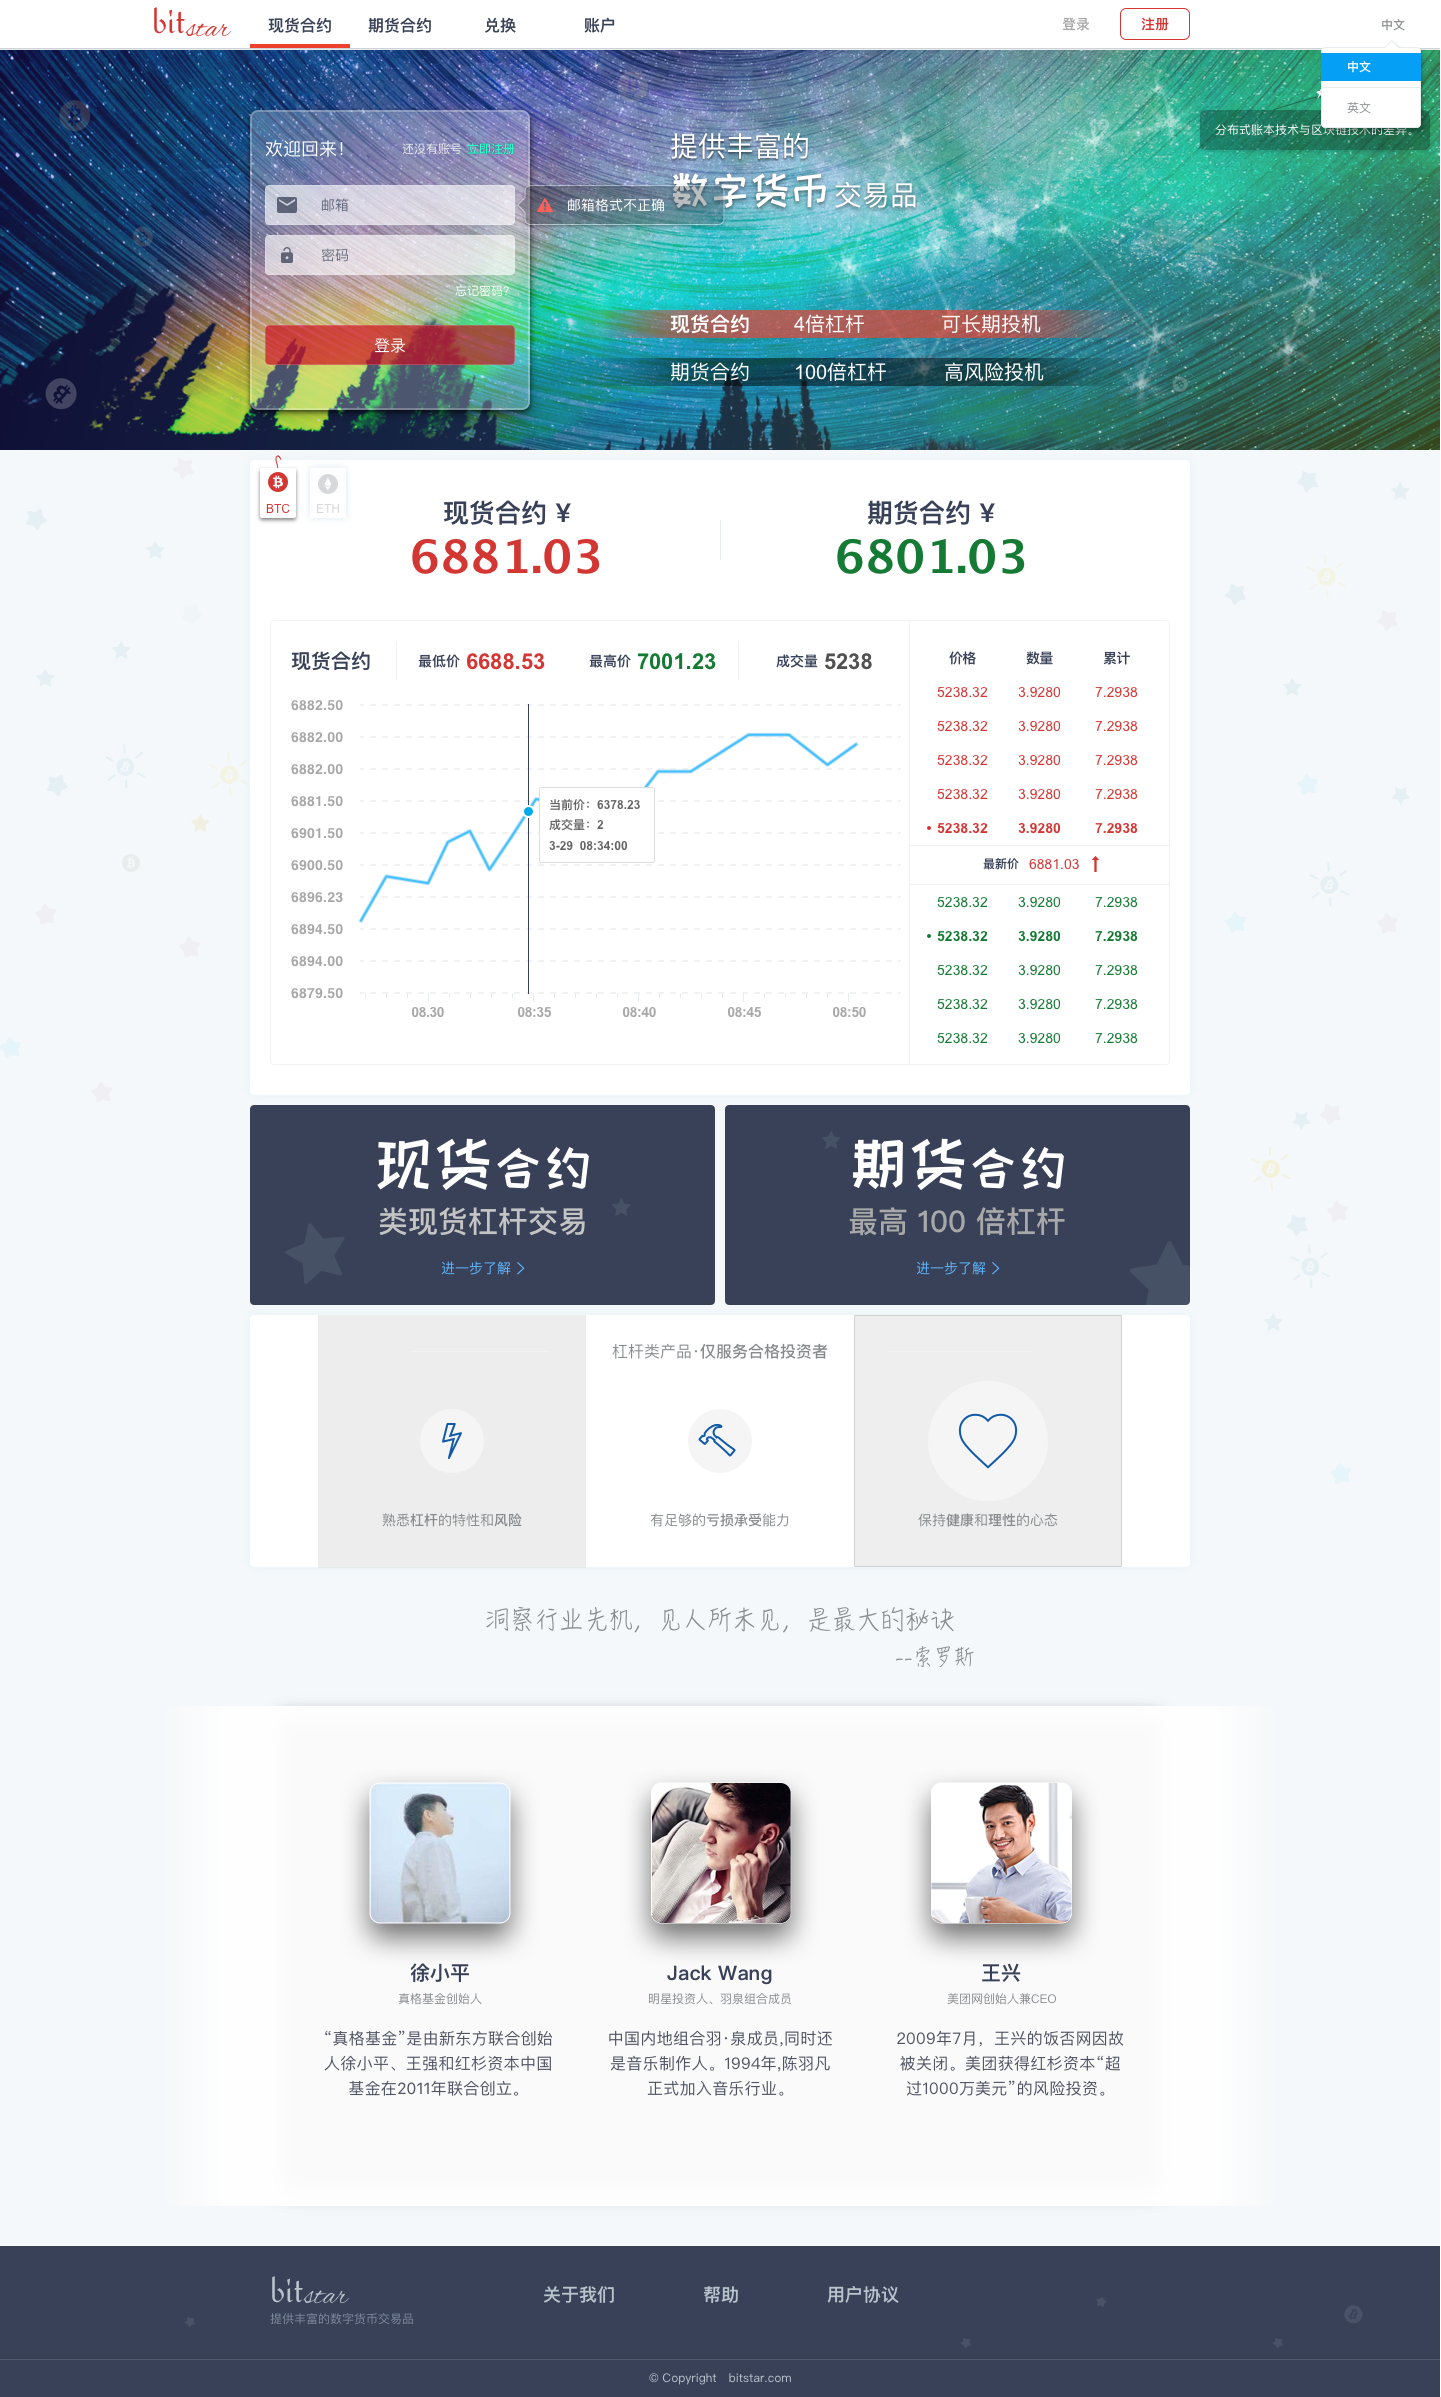 bitstar 现货合约 期货合约 兑换 账户 登录 注册 中文
中文
英文
分布式账本技术与区块链技术的差异。
欢迎回来！ 还没有账号 立即注册
邮箱
邮箱格式不正确
密码
忘记密码?
登录
提供丰富的
数字货币 交易品
现货合约 4倍杠杆 可长期投机
期货合约 100倍杠杆 高风险投机
BTC ETH
现货合约 ¥
6881.03
期货合约 ¥
6801.03
现货合约 最低价 6688.53 最高价 7001.23 成交量 5238
6882.50
6882.00
6882.00
6881.50
6901.50
6900.50
6896.23
6894.50
6894.00
6879.50
08.30 08:35 08:40 08:45 08:50
当前价：6378.23
成交量：2
3-29 08:34:00
价格 数量 累计
5238.32 3.9280 7.2938
5238.32 3.9280 7.2938
5238.32 3.9280 7.2938
5238.32 3.9280 7.2938
• 5238.32 3.9280 7.2938
最新价 6881.03
5238.32 3.9280 7.2938
• 5238.32 3.9280 7.2938
5238.32 3.9280 7.2938
5238.32 3.9280 7.2938
5238.32 3.9280 7.2938
现货合约
类现货杠杆交易
进一步了解
期货合约
最高 100 倍杠杆
进一步了解
杠杆类产品·仅服务合格投资者
熟悉杠杆的特性和风险
有足够的亏损承受能力
保持健康和理性的心态
洞察行业先机，见人所未见，是最大的秘诀
--索罗斯
徐小平
真格基金创始人
“真格基金”是由新东方联合创始
人徐小平、王强和红杉资本中国
基金在2011年联合创立。
Jack Wang
明星投资人、羽泉组合成员
中国内地组合羽·泉成员,同时还
是音乐制作人。1994年,陈羽凡
正式加入音乐行业。
王兴
美团网创始人兼CEO
2009年7月，王兴的饭否网因故
被关闭。美团获得红杉资本“超
过1000万美元”的风险投资。
bitstar
提供丰富的数字货币交易品
关于我们 帮助 用户协议
© Copyright bitstar.com